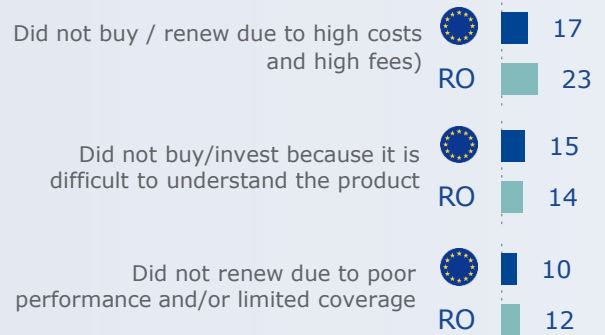 Did not buy / renew due to high costs
and high fees)
17
RO 23
Did not buy/invest because it is
difficult to understand the product
15
RO 14
Did not renew due to poor
performance and/or limited coverage
10
RO 12